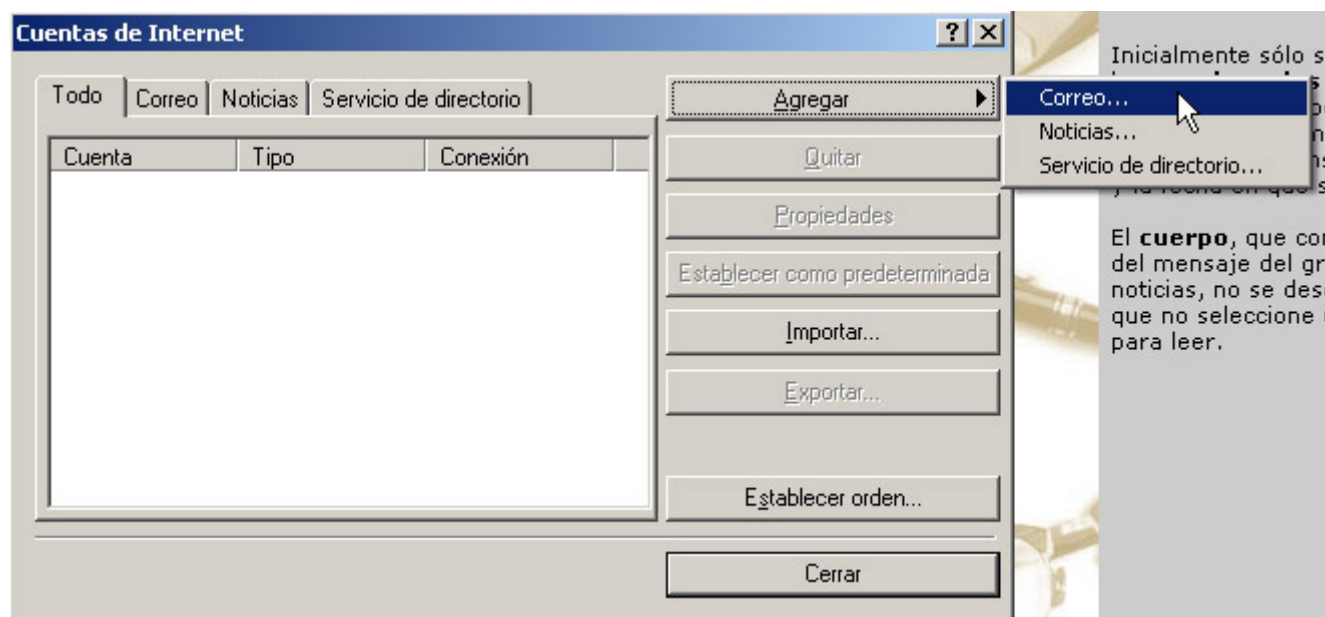 Cuentas de Internet
Todo Correo Noticias Servicio de directorio
Cuenta Tipo Conexión
Agregar
Quitar
Propiedades
Establecer como predeterminada
Importar...
Exportar...
Establecer orden...
Cerrar
Correo...
Noticias...
Servicio de directorio...
Inicialmente sólo s
El cuerpo, que co
del mensaje del gr
noticias, no se des
que no seleccione
para leer.